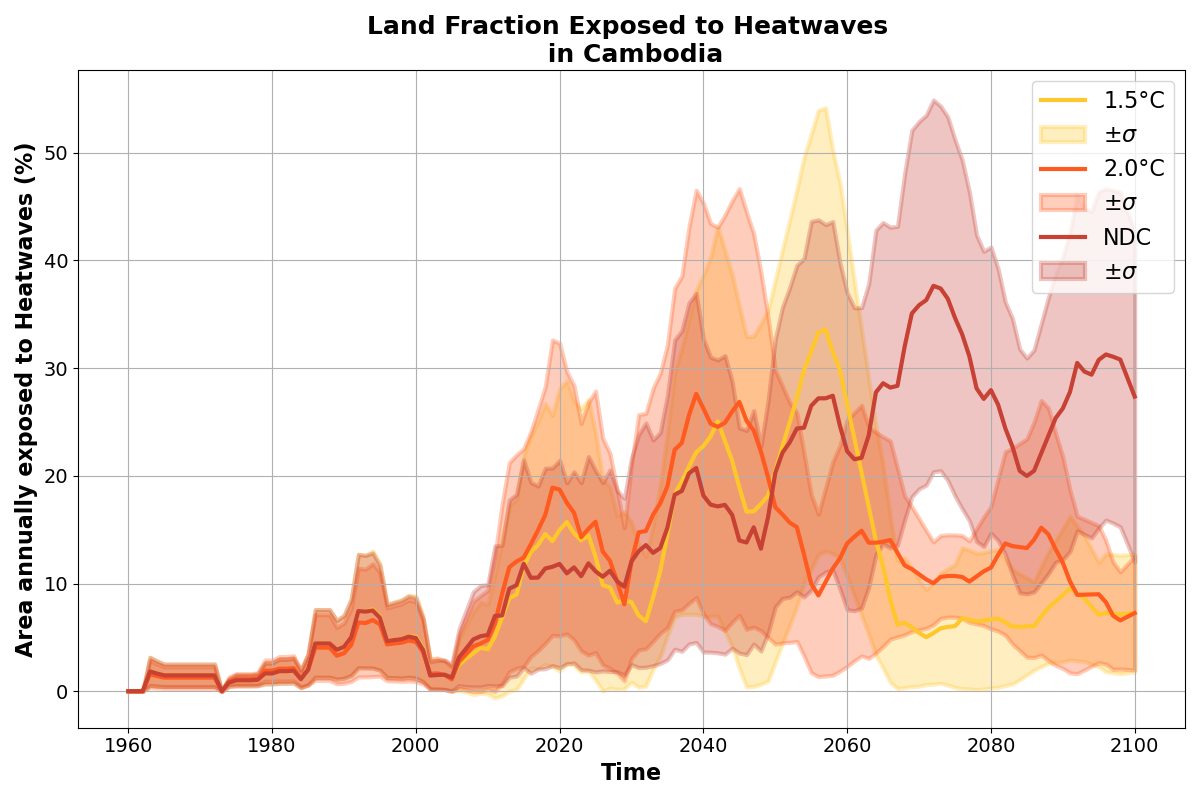 Land Fraction Exposed to Heatwaves
in Cambodia
Area annually exposed to Heatwaves (%)
50
40
30
20
10
0
1960 1980 2000 2020 2040 2060 2080 2100
Time
1.5°C
±σ
2.0°C
±σ
NDC
±σ